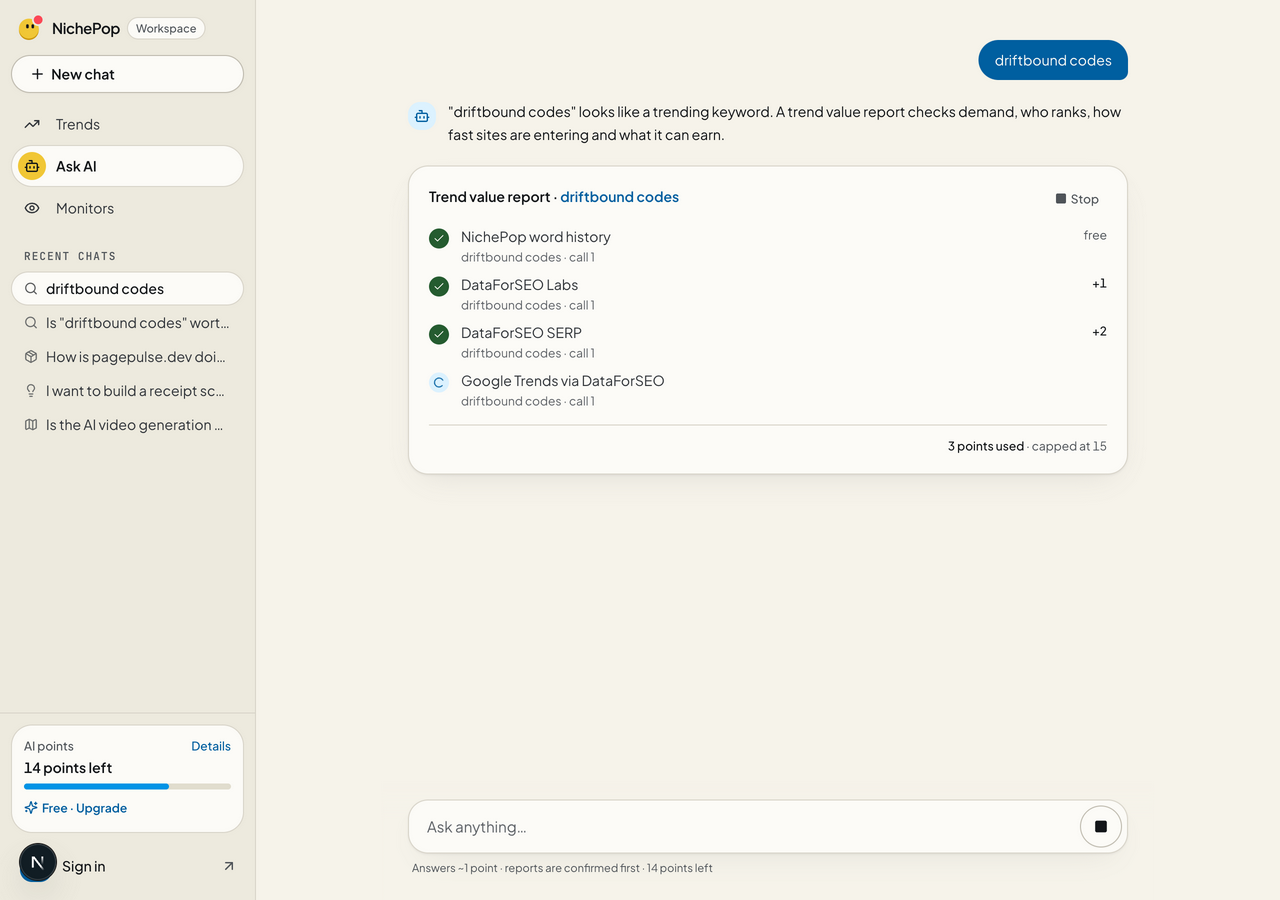 NichePop Workspace
New chat
Trends
Ask AI
Monitors
RECENT CHATS
driftbound codes
Is "driftbound codes" wort...
How is pagepulse.dev doi...
I want to build a receipt sc...
Is the AI video generation ...
AI points Details
14 points left
Free · Upgrade
N Sign in
driftbound codes
"driftbound codes" looks like a trending keyword. A trend value report checks demand, who ranks, how
fast sites are entering and what it can earn.
Trend value report · driftbound codes Stop
NichePop word history free
driftbound codes · call 1
DataForSEO Labs +1
driftbound codes · call 1
DataForSEO SERP +2
driftbound codes · call 1
Google Trends via DataForSEO
driftbound codes · call 1
3 points used · capped at 15
Ask anything...
Answers ~1 point · reports are confirmed first · 14 points left